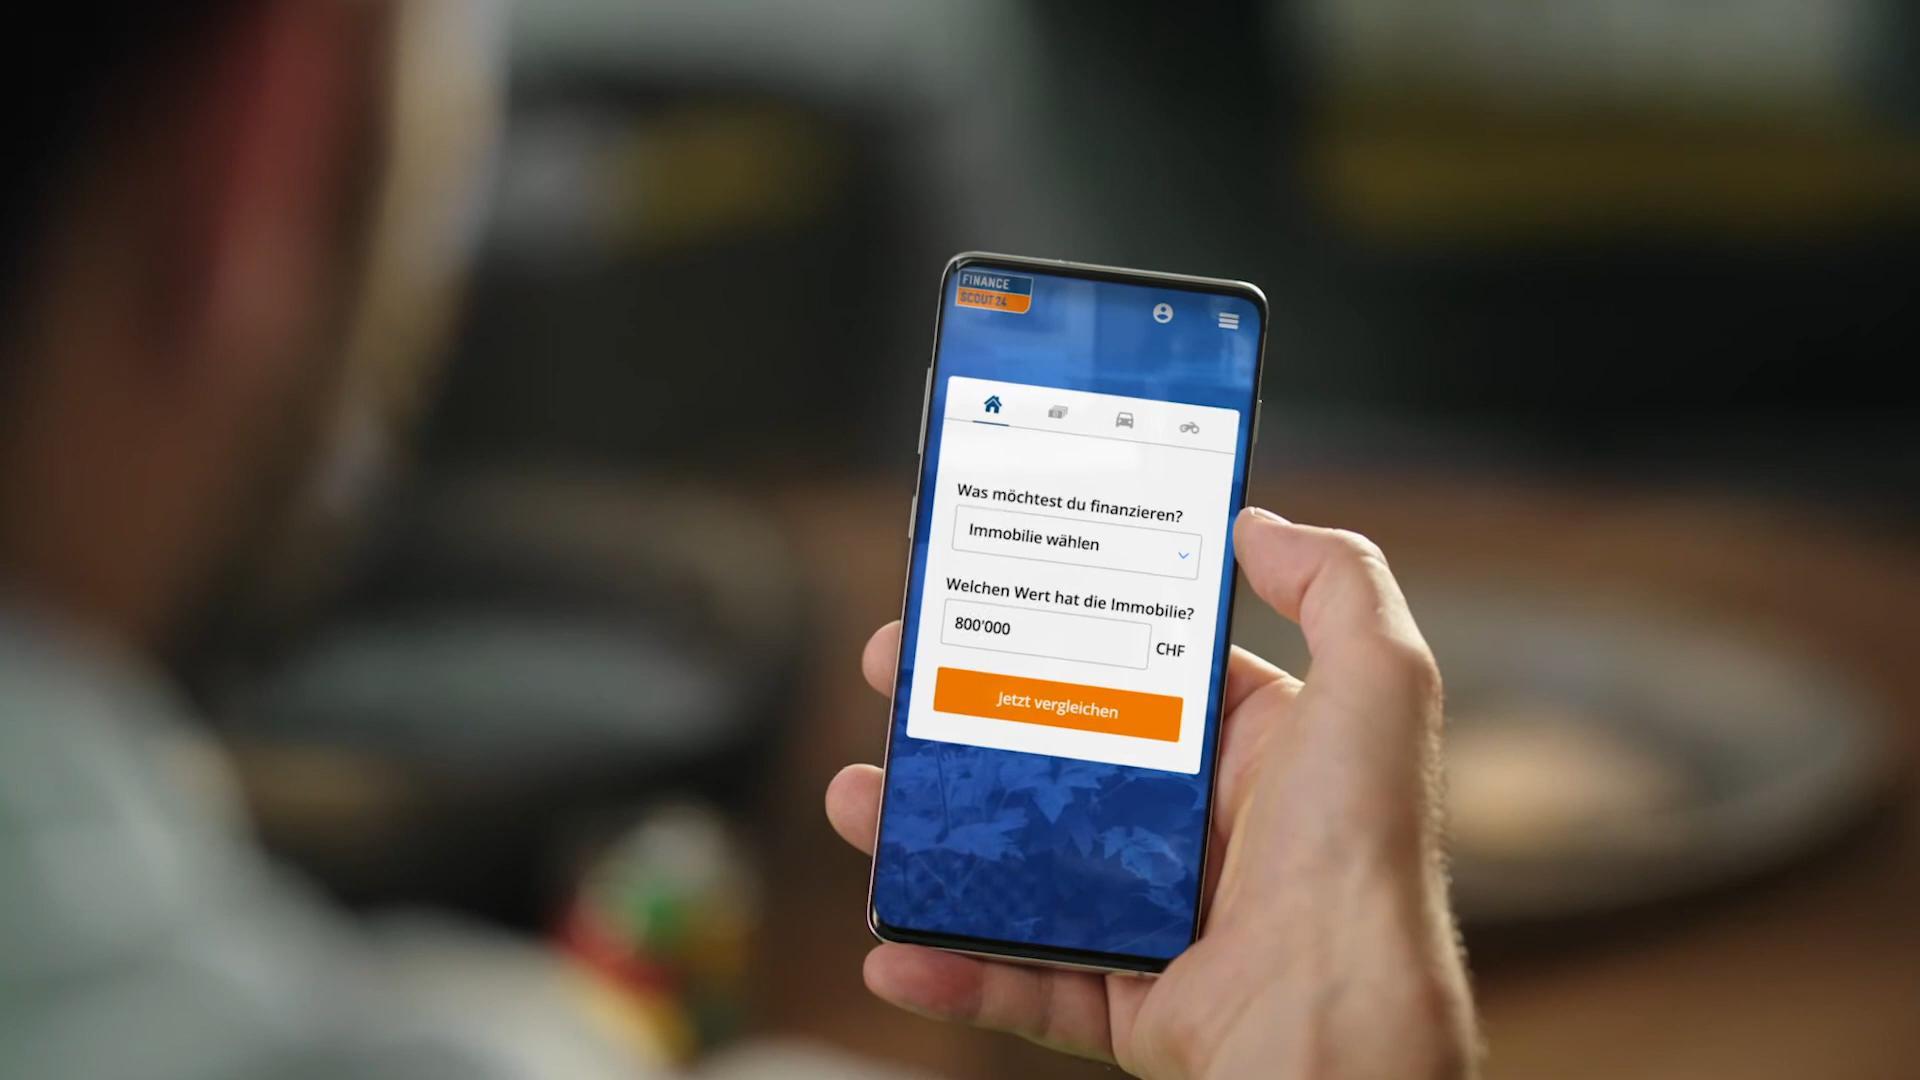 FINANCE
SCOUT 24
Was möchtest du finanzieren?
Immobilie wählen
Welchen Wert hat die Immobilie?
800'000
CHF
Jetzt vergleichen